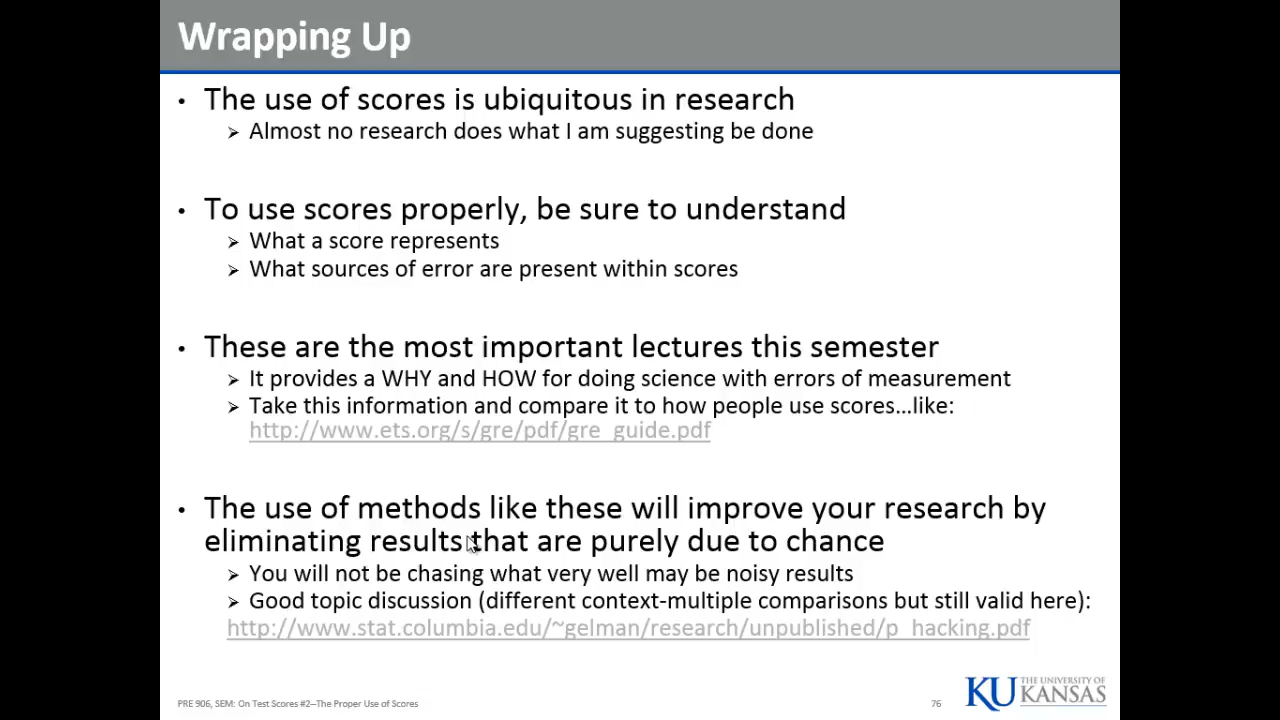 Wrapping Up
• The use of scores is ubiquitous in research
➢ Almost no research does what I am suggesting be done
• To use scores properly, be sure to understand
➢ What a score represents
➢ What sources of error are present within scores
• These are the most important lectures this semester
➢ It provides a WHY and HOW for doing science with errors of measurement
➢ Take this information and compare it to how people use scores…like:
http://www.ets.org/s/gre/pdf/gre_guide.pdf
• The use of methods like these will improve your research by
eliminating results that are purely due to chance
➢ You will not be chasing what very well may be noisy results
➢ Good topic discussion (different context-multiple comparisons but still valid here):
http://www.stat.columbia.edu/~gelman/research/unpublished/p_hacking.pdf
PRE 906, SEM: On Test Scores #2--The Proper Use of Scores
76
KU THE UNIVERSITY OF
KANSAS